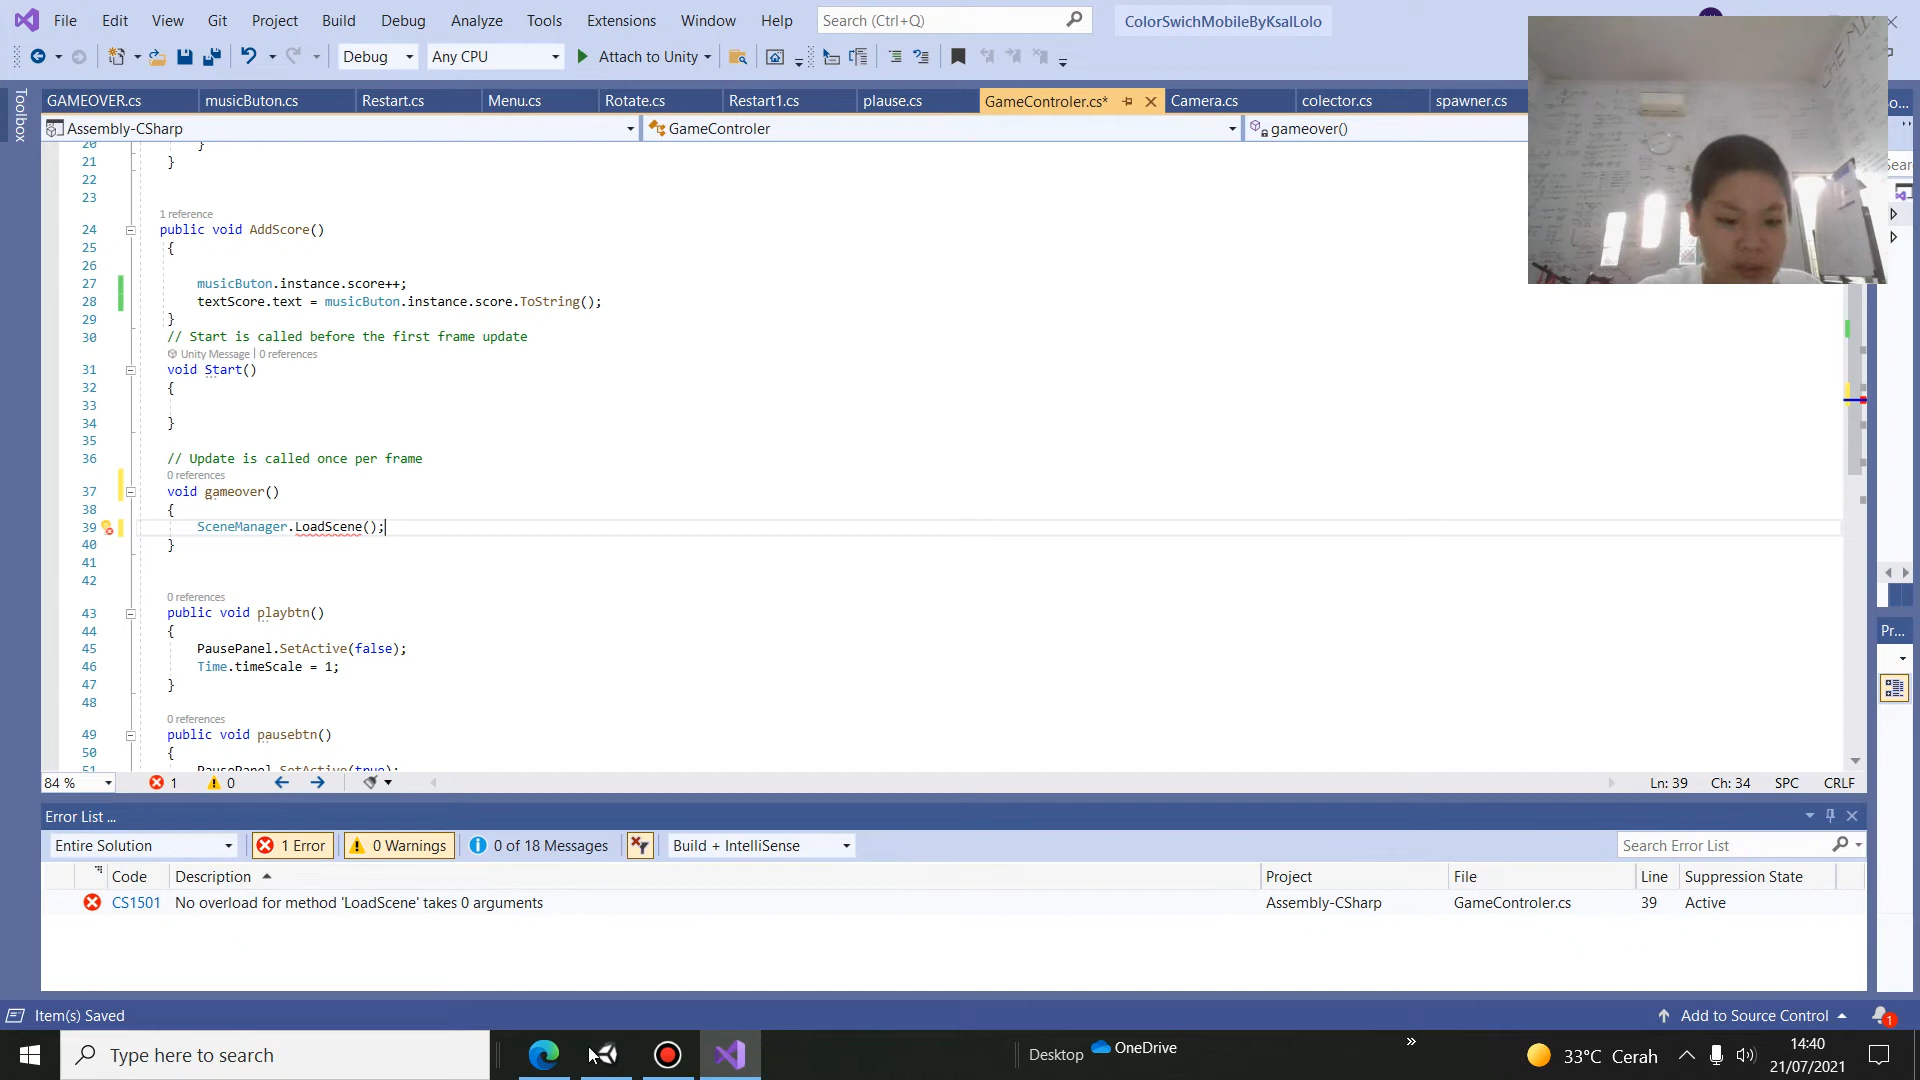 File Edit View Git Project Build Debug Test Analyze Tools Extensions Window Help Search (Ctrl+Q) ColorSwichMobileByKsalLolo
Debug Any CPU Attach to Unity
Toolbox
GAMEOVER.cs musicButon.cs Restart.cs Menu.cs Rotate.cs Restart1.cs plause.cs GameControler.cs* Camera.cs colector.cs spawner.cs
Assembly-CSharp GameControler gameover()
20 }
21 }
22
23
1 reference
24 public void AddScore()
25 {
26
27 musicButon.instance.score++;
28 textScore.text = musicButon.instance.score.ToString();
29 }
30 // Start is called before the first frame update
Unity Message | 0 references
31 void Start()
32 {
33
34 }
35
36 // Update is called once per frame
0 references
37 void gameover()
38 {
39 SceneManager.LoadScene();
40 }
41
42
0 references
43 public void playbtn()
44 {
45 PausePanel.SetActive(false);
46 Time.timeScale = 1;
47 }
48
0 references
49 public void pausebtn()
50 {
51 PausePanel.SetActive(true);
84 % 1 0 Ln: 39 Ch: 34 SPC CRLF
Pr...
Error List ...
Entire Solution 1 Error 0 Warnings 0 of 18 Messages Build + IntelliSense Search Error List
Code Description Project File Line Suppression State
CS1501 No overload for method 'LoadScene' takes 0 arguments Assembly-CSharp GameControler.cs 39 Active
Item(s) Saved Add to Source Control 1
Type here to search Desktop OneDrive » 33°C Cerah 14:40
21/07/2021